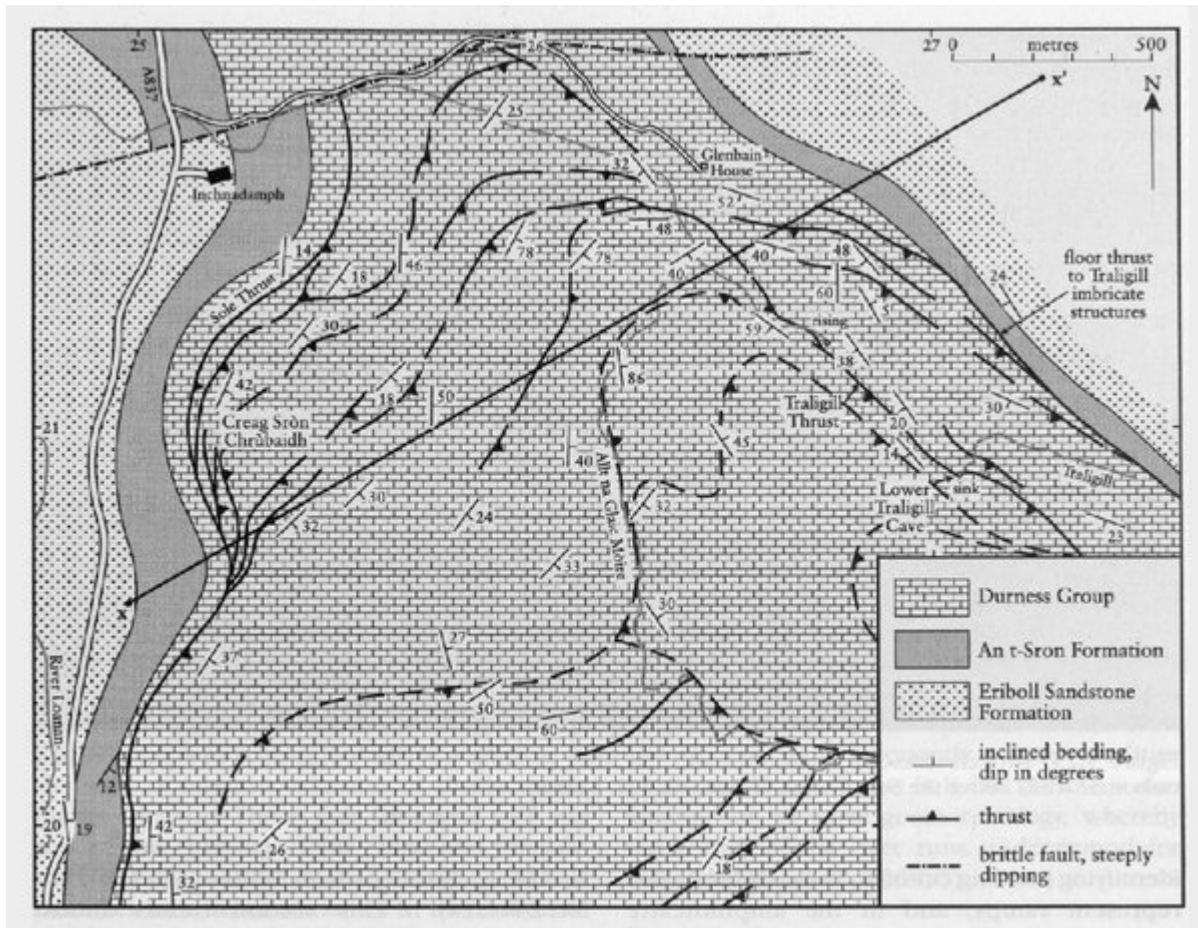 25
26
27
0 metres 500
N
A837
x'
25
32
Glenbain
House
Inchnadamph
52
14
48
18
46
78
78
40
40
48
24
floor thrust
to Traligill
imbricate
structures
Sole Thrust
60
5
59
rising
30
38
86
42
18
50
Traligill
Thrust
30
21
Creag Sròn
Chrùbaidh
20
45
40
4
Traligill
Allt na Claic Moire
Lower
Traligill
Cave
sink
30
32
24
32
23
33
x
30
Durness Group
27
An t-Sron Formation
37
River Loanan
Eriboll Sandstone
Formation
50
60
inclined bedding,
dip in degrees
12
thrust
20
19
42
26
brittle fault, steeply
dipping
18
32